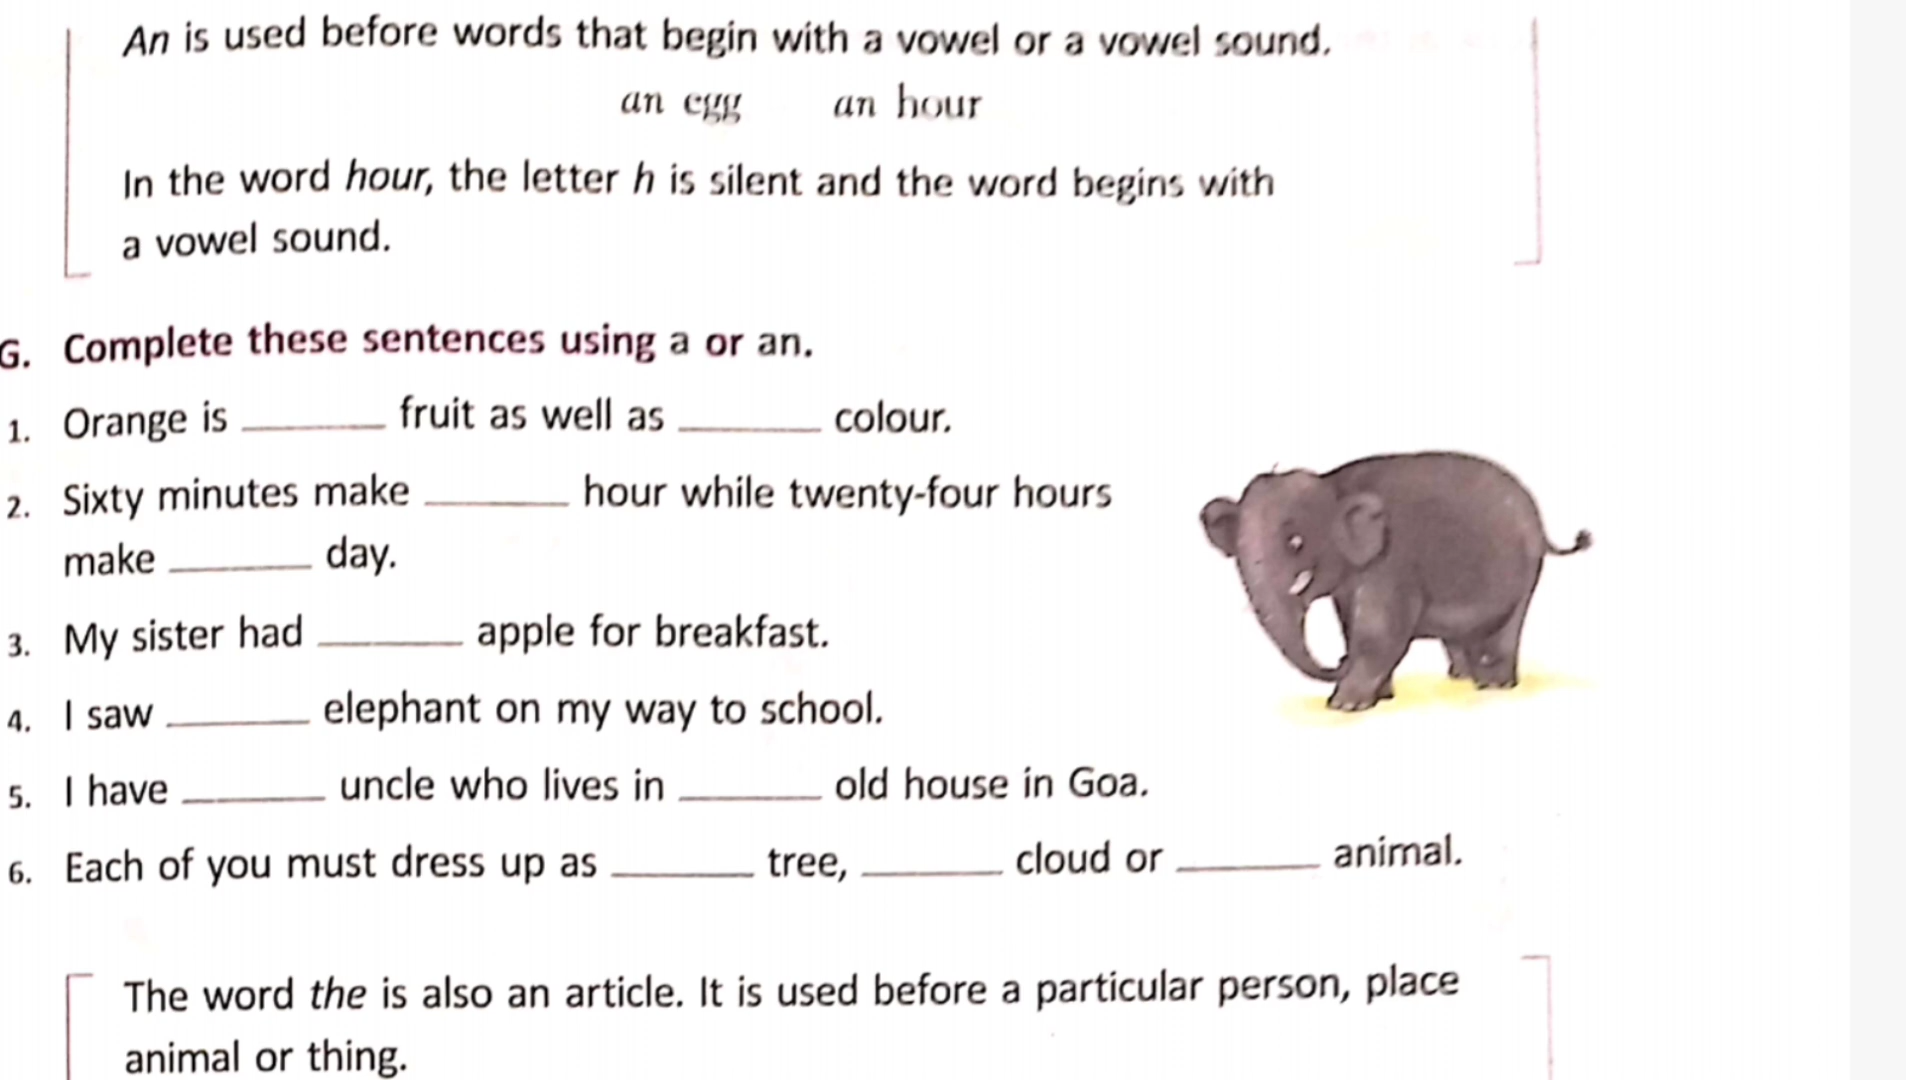 An is used before words that begin with a vowel or a vowel sound.
an egg an hour
In the word hour, the letter h is silent and the word begins with
a vowel sound.
G. Complete these sentences using a or an.
1. Orange is ______ fruit as well as ______ colour.
2. Sixty minutes make ______ hour while twenty-four hours
make ______ day.
3. My sister had ______ apple for breakfast.
4. I saw ______ elephant on my way to school.
5. I have ______ uncle who lives in ______ old house in Goa.
6. Each of you must dress up as ______ tree, ______ cloud or ______ animal.
The word the is also an article. It is used before a particular person, place
animal or thing.